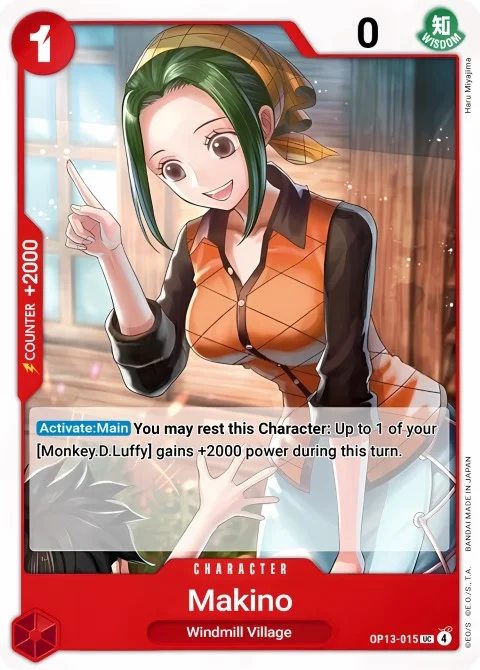 1
0
知
WISDOM
Haru Miyajima
COUNTER +2000
Activate:Main You may rest this Character: Up to 1 of your
[Monkey.D.Luffy] gains +2000 power during this turn.
CHARACTER
Makino
Windmill Village
OP13-015 UC 4
©E.O/S ©E.O./S., T.A. BANDAI MADE IN JAPAN